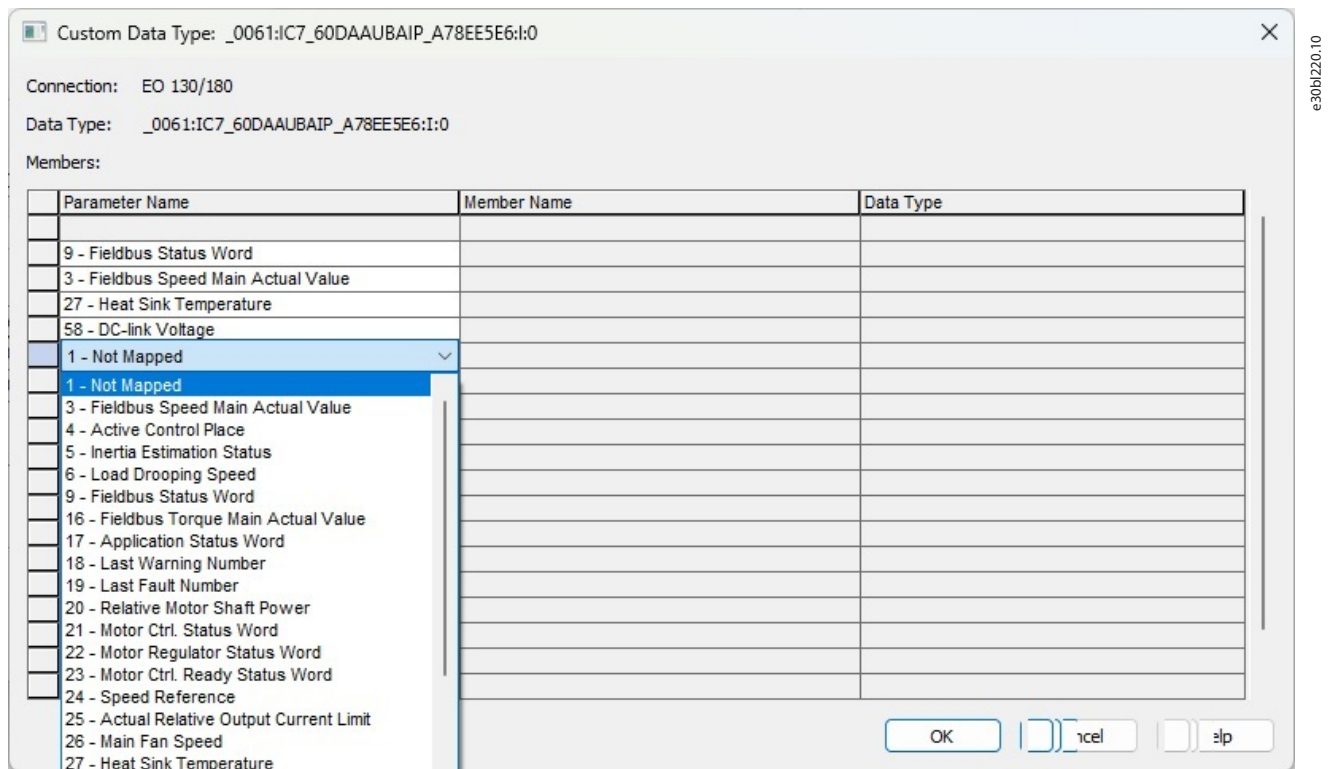 Custom Data Type: _0061:IC7_60DAAUBAIP_A78EE5E6:I:0
Connection: EO 130/180
Data Type: _0061:IC7_60DAAUBAIP_A78EE5E6:I:0
Members:
Parameter Name Member Name Data Type
9 - Fieldbus Status Word
3 - Fieldbus Speed Main Actual Value
27 - Heat Sink Temperature
58 - DC-link Voltage
1 - Not Mapped
1 - Not Mapped
3 - Fieldbus Speed Main Actual Value
4 - Active Control Place
5 - Inertia Estimation Status
6 - Load Drooping Speed
9 - Fieldbus Status Word
16 - Fieldbus Torque Main Actual Value
17 - Application Status Word
18 - Last Warning Number
19 - Last Fault Number
20 - Relative Motor Shaft Power
21 - Motor Ctrl. Status Word
22 - Motor Regulator Status Word
23 - Motor Ctrl. Ready Status Word
24 - Speed Reference
25 - Actual Relative Output Current Limit
26 - Main Fan Speed
27 - Heat Sink Temperature
OK ncel elp
e30bl220.10